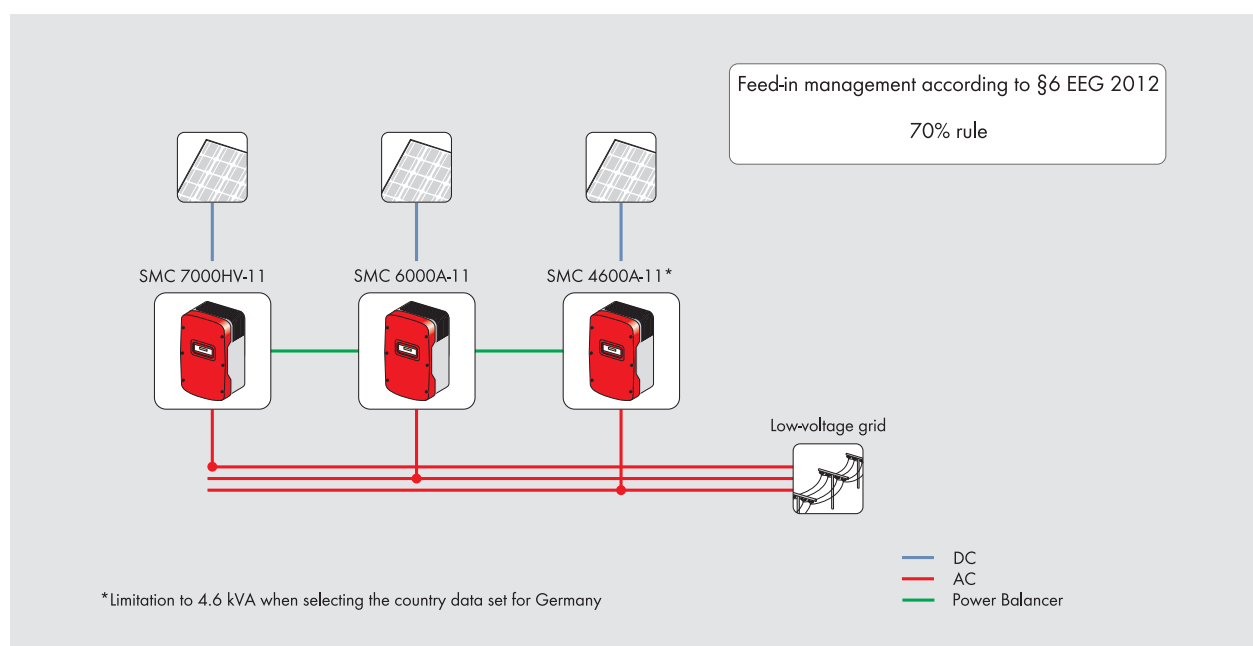 Feed-in management according to §6 EEG 2012
70% rule
SMC 7000HV-11
SMC 6000A-11
SMC 4600A-11*
Low-voltage grid
DC
AC
Power Balancer
*Limitation to 4.6 kVA when selecting the country data set for Germany